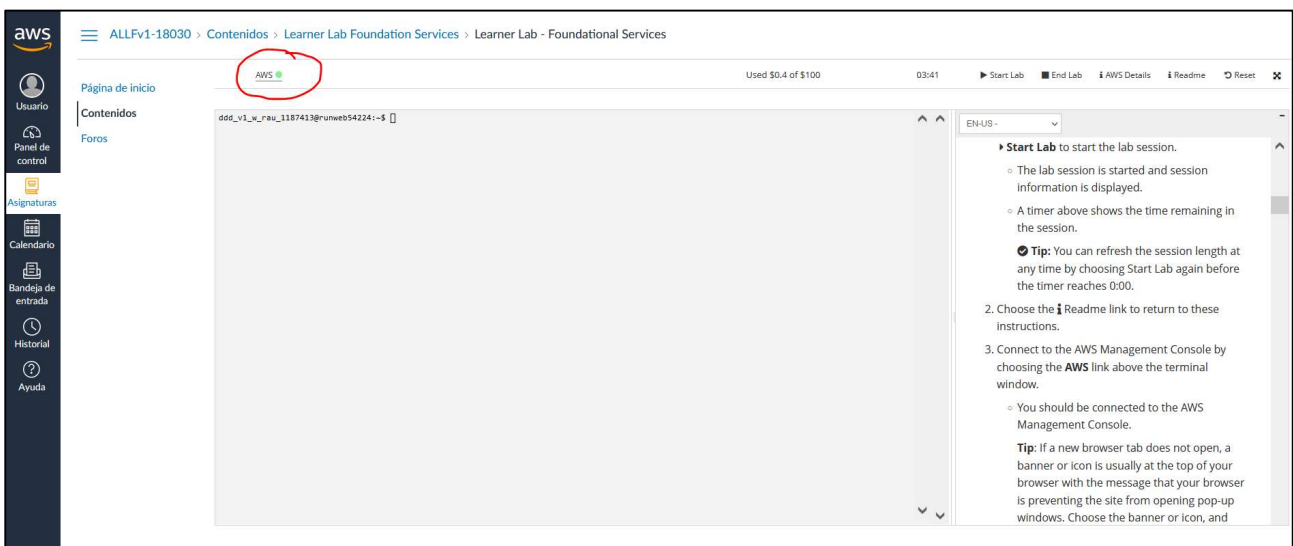 aws
ALLFv1-18030 > Contenidos > Learner Lab Foundation Services > Learner Lab - Foundational Services
Usuario
Panel de
control
Asignaturas
Calendario
Bandeja de
entrada
Historial
Ayuda
Página de inicio
Contenidos
Foros
AWS
Used $0.4 of $100
03:41
Start Lab
End Lab
AWS Details
Readme
Reset
ddd_v1_w_rau_1187413@runweb54224:~$ []
EN-US -
Start Lab to start the lab session.
The lab session is started and session
information is displayed.
A timer above shows the time remaining in
the session.
Tip: You can refresh the session length at
any time by choosing Start Lab again before
the timer reaches 0:00.
2. Choose the i Readme link to return to these
instructions.
3. Connect to the AWS Management Console by
choosing the AWS link above the terminal
window.
You should be connected to the AWS
Management Console.
Tip: If a new browser tab does not open, a
banner or icon is usually at the top of your
browser with the message that your browser
is preventing the site from opening pop-up
windows. Choose the banner or icon, and